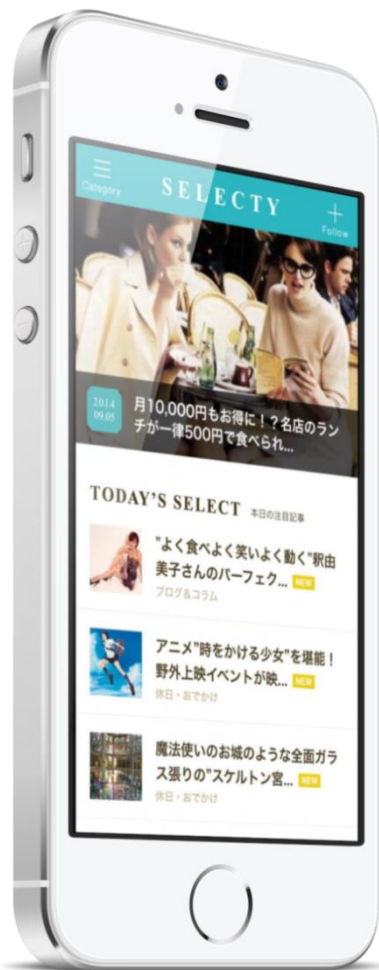 Category
SELECTY
Follow
2014
09.05
月10,000円もお得に！？名店のラン
チが一律500円で食べられ...
TODAY'S SELECT 本日の注目記事
"よく食べよく笑いよく動く"釈由
美子さんのパーフェク... NEW
ブログ&コラム
アニメ"時をかける少女"を堪能！
野外上映イベントが映... NEW
休日・おでかけ
魔法使いのお城のような全面ガラ
ス張りの"スケルトン宮... NEW
休日・おでかけ